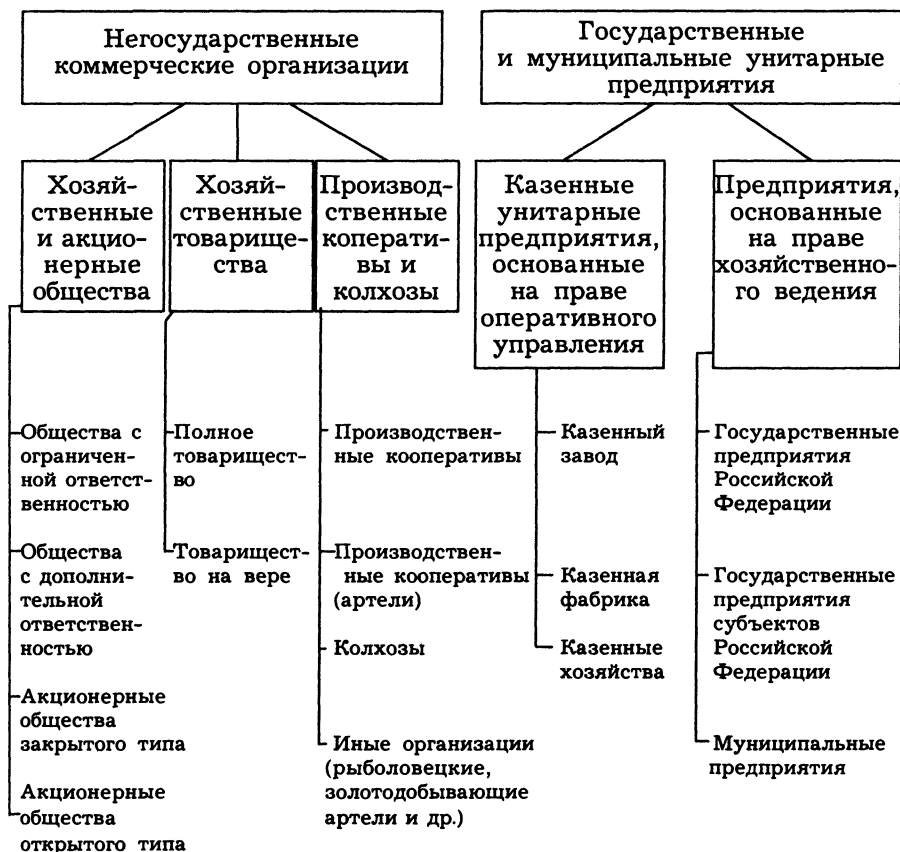 Негосударственные
коммерческие организации
Государственные
и муниципальные унитарные
предприятия
Хозяй-
ственные
и акцио-
нерные
общества
Хозяй-
ственные
товарище-
ства
Производ-
ственные
коперати-
вы и
колхозы
Казенные
унитарные
предприятия,
основанные
на праве
оперативного
управления
Предприятия,
основанные
на праве
хозяйственно-
го ведения
Общества с
ограничен-
ной ответст-
венностью
Общества
с дополни-
тельной
ответствен-
ностью
Акционерные
общества
закрытого типа
Акционерные
общества
открытого типа
Полное
товарищест-
во
Товарищест-
во на вере
Производствен-
ные кооперативы
Производствен-
ные кооперативы
(артели)
Колхозы
Иные организации
(рыболовецкие,
золотодобывающие
артели и др.)
Казенный
завод
Казенная
фабрика
Казенные
хозяйства
Государственные
предприятия
Российской
Федерации
Государственные
предприятия
субъектов
Российской
Федерации
Муниципальные
предприятия